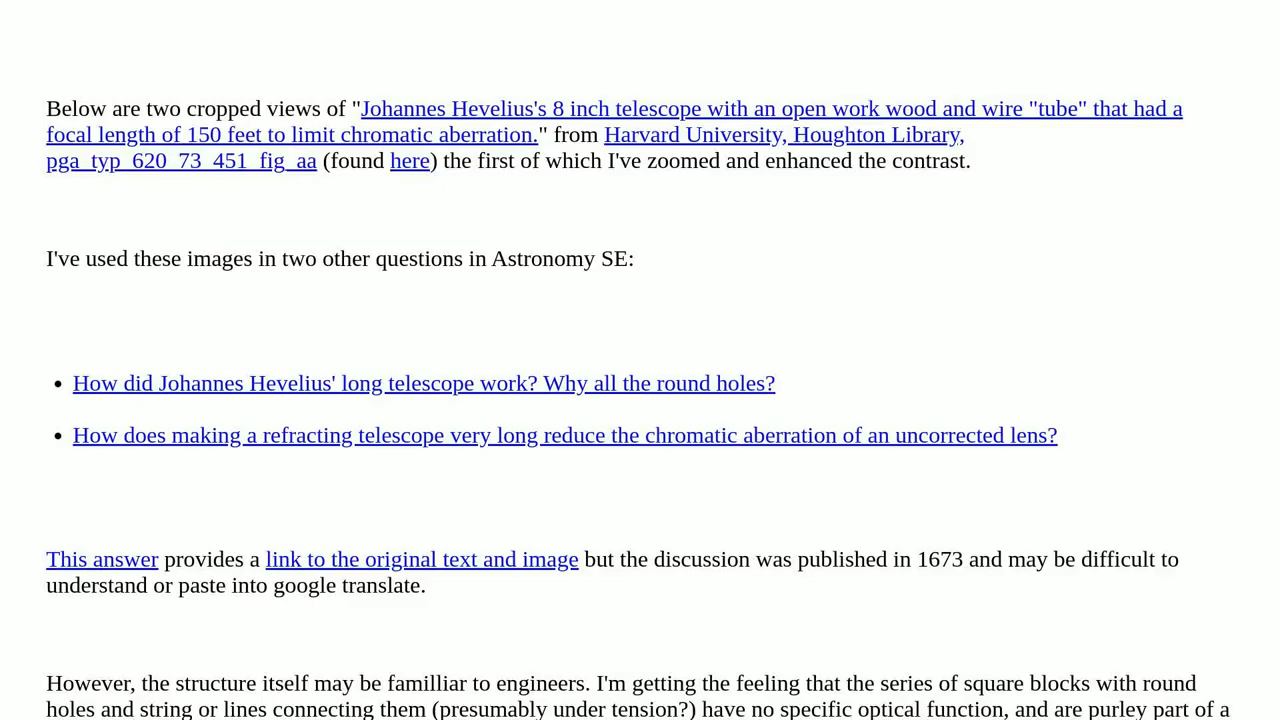 Below are two cropped views of "Johannes Hevelius's 8 inch telescope with an open work wood and wire "tube" that had a
focal length of 150 feet to limit chromatic aberration." from Harvard University, Houghton Library,
pga_typ_620_73_451_fig_aa (found here) the first of which I've zoomed and enhanced the contrast.
I've used these images in two other questions in Astronomy SE:
• How did Johannes Hevelius' long telescope work? Why all the round holes?
• How does making a refracting telescope very long reduce the chromatic aberration of an uncorrected lens?
This answer provides a link to the original text and image but the discussion was published in 1673 and may be difficult to
understand or paste into google translate.
However, the structure itself may be familliar to engineers. I'm getting the feeling that the series of square blocks with round
holes and string or lines connecting them (presumably under tension?) have no specific optical function, and are purley part of a